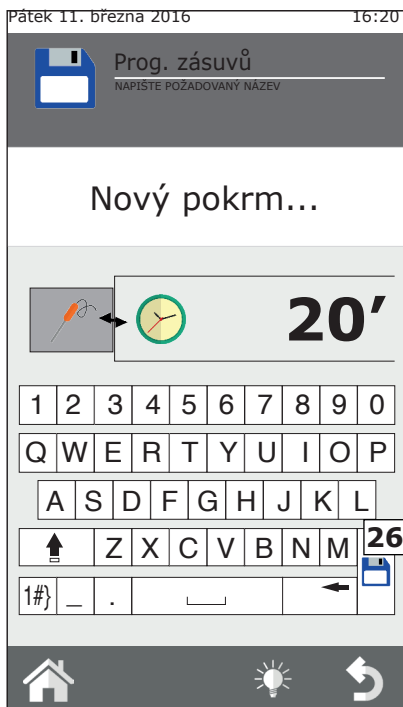 Pátek 11. března 2016 16:20
Prog. zásuvů
NAPIŠTE POŽADOVANÝ NÁZEV
Nový pokrm...
20’
1 2 3 4 5 6 7 8 9 0
Q W E R T Y U I O P
A S D F G H J K L
Z X C V B N M 26
1#} _ .